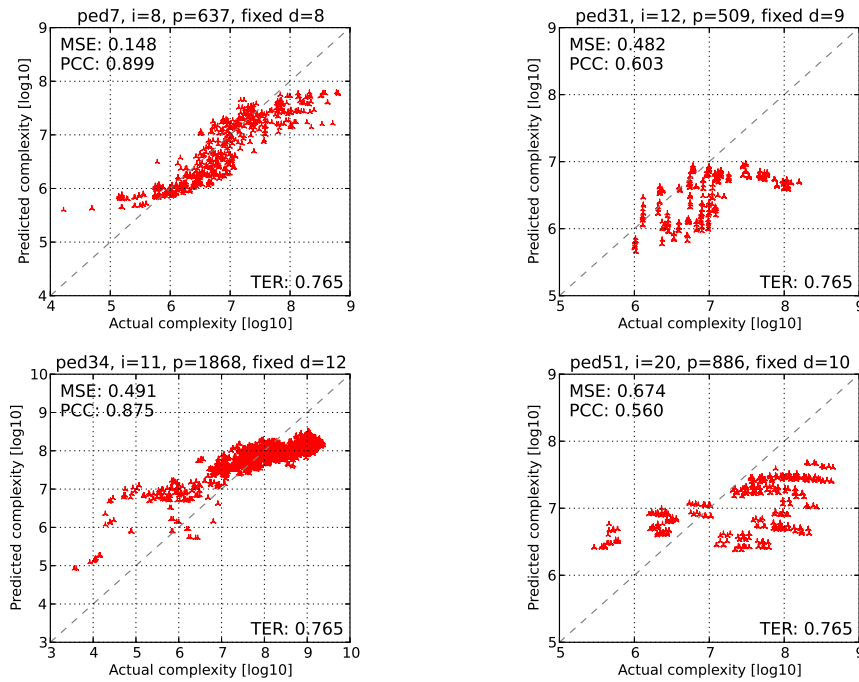 ped7, i=8, p=637, fixed d=8
MSE: 0.148
PCC: 0.899
9
8
7
6
5
4
Predicted complexity [log10]
TER: 0.765
4 5 6 7 8 9
Actual complexity [log10]
ped31, i=12, p=509, fixed d=9
MSE: 0.482
PCC: 0.603
9
8
7
6
5
Predicted complexity [log10]
TER: 0.765
5 6 7 8 9
Actual complexity [log10]
ped34, i=11, p=1868, fixed d=12
MSE: 0.491
PCC: 0.875
10
9
8
7
6
5
4
3
Predicted complexity [log10]
TER: 0.765
3 4 5 6 7 8 9 10
Actual complexity [log10]
ped51, i=20, p=886, fixed d=10
MSE: 0.674
PCC: 0.560
9
8
7
6
5
Predicted complexity [log10]
TER: 0.765
5 6 7 8 9
Actual complexity [log10]